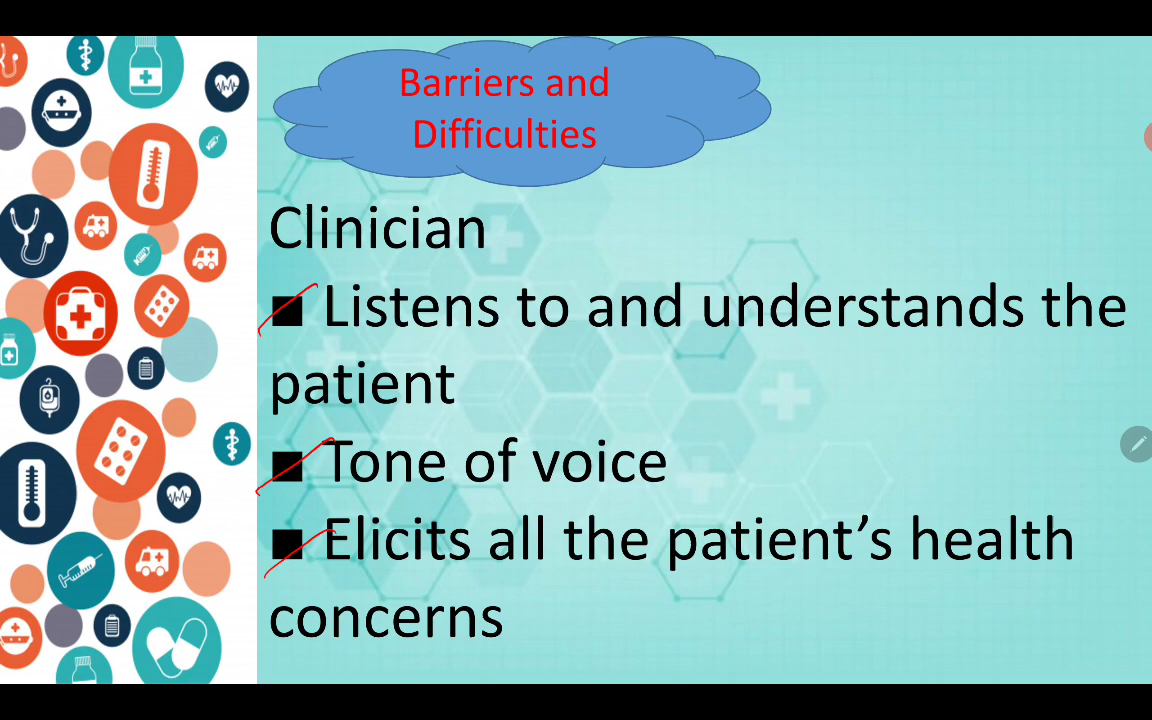 Barriers and
Difficulties
Clinician
■ Listens to and understands the
patient
■ Tone of voice
■ Elicits all the patient’s health
concerns